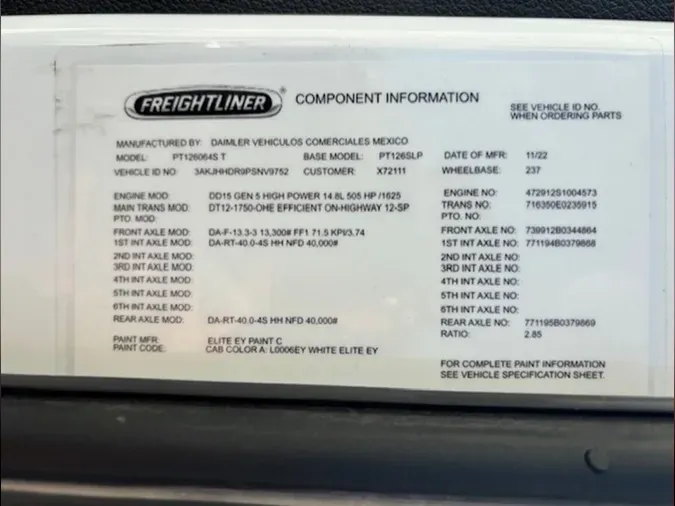 FREIGHTLINER ® COMPONENT INFORMATION
SEE VEHICLE ID NO.
WHEN ORDERING PARTS
MANUFACTURED BY: DAIMLER VEHICULOS COMERCIALES MEXICO
MODEL: PT126064S T BASE MODEL: PT126SLP DATE OF MFR: 11/22
VEHICLE ID NO: 3AKJHHDR9PSNV9752 CUSTOMER: X72111 WHEELBASE: 237
ENGINE MOD: DD15 GEN 5 HIGH POWER 14.8L 505 HP /1625 ENGINE NO: 472912S1004573
MAIN TRANS MOD: DT12-1750-OHE EFFICIENT ON-HIGHWAY 12-SP TRANS NO: 716350E0235915
PTO. MOD: PTO. NO:
FRONT AXLE MOD: DA-F-13.3-3 13,300# FF1 71.5 KPI/3.74 FRONT AXLE NO: 739912B0344864
1ST INT AXLE MOD: DA-RT-40.0-4S HH NFD 40,000# 1ST INT AXLE NO: 771194B0379868
2ND INT AXLE MOD: 2ND INT AXLE NO:
3RD INT AXLE MOD: 3RD INT AXLE NO:
4TH INT AXLE MOD: 4TH INT AXLE NO:
5TH INT AXLE MOD: 5TH INT AXLE NO:
6TH INT AXLE MOD: 6TH INT AXLE NO:
REAR AXLE MOD: DA-RT-40.0-4S HH NFD 40,000# REAR AXLE NO: 771195B0379869
RATIO: 2.85
PAINT MFR: ELITE EY PAINT C
PAINT CODE: CAB COLOR A: L0006EY WHITE ELITE EY
FOR COMPLETE PAINT INFORMATION
SEE VEHICLE SPECIFICATION SHEET.